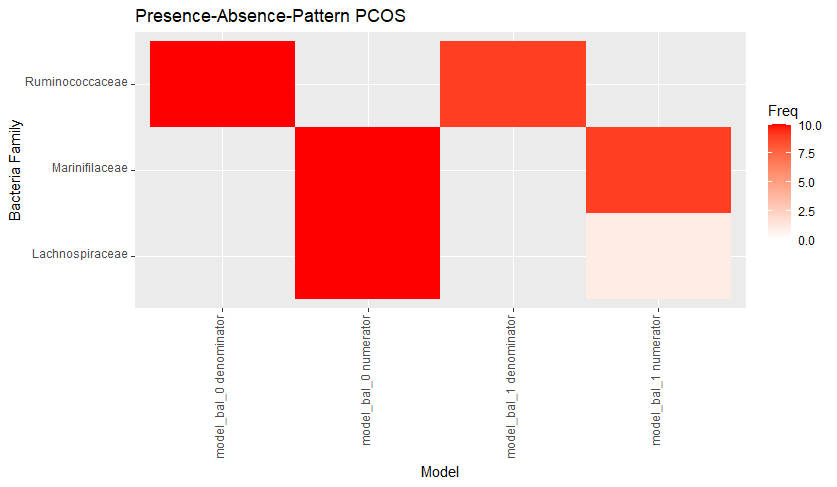 Presence-Absence-Pattern PCOS
Bacteria Family
Ruminococcaceae
Marinifilaceae
Lachnospiraceae
model_bal_0 denominator
model_bal_0 numerator
model_bal_1 denominator
model_bal_1 numerator
Model
Freq
10.0
7.5
5.0
2.5
0.0